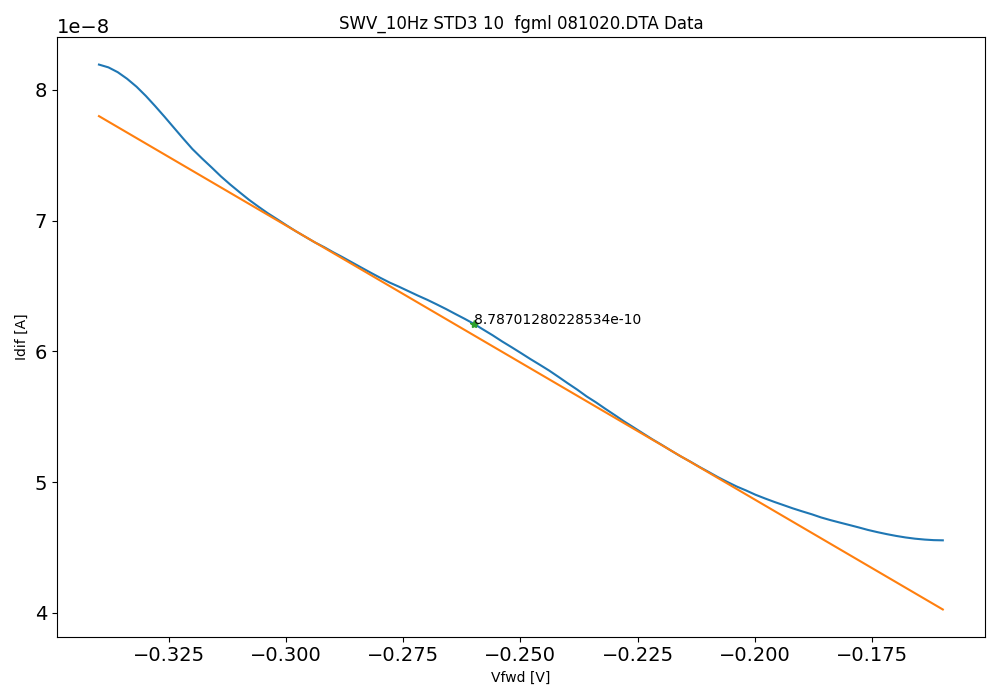 SWV_10Hz STD3 10  fgml 081020.DTA Data
1e−8
8
7
6
5
4
Idif [A]
8.78701280228534e-10
−0.325 −0.300 −0.275 −0.250 −0.225 −0.200 −0.175
Vfwd [V]